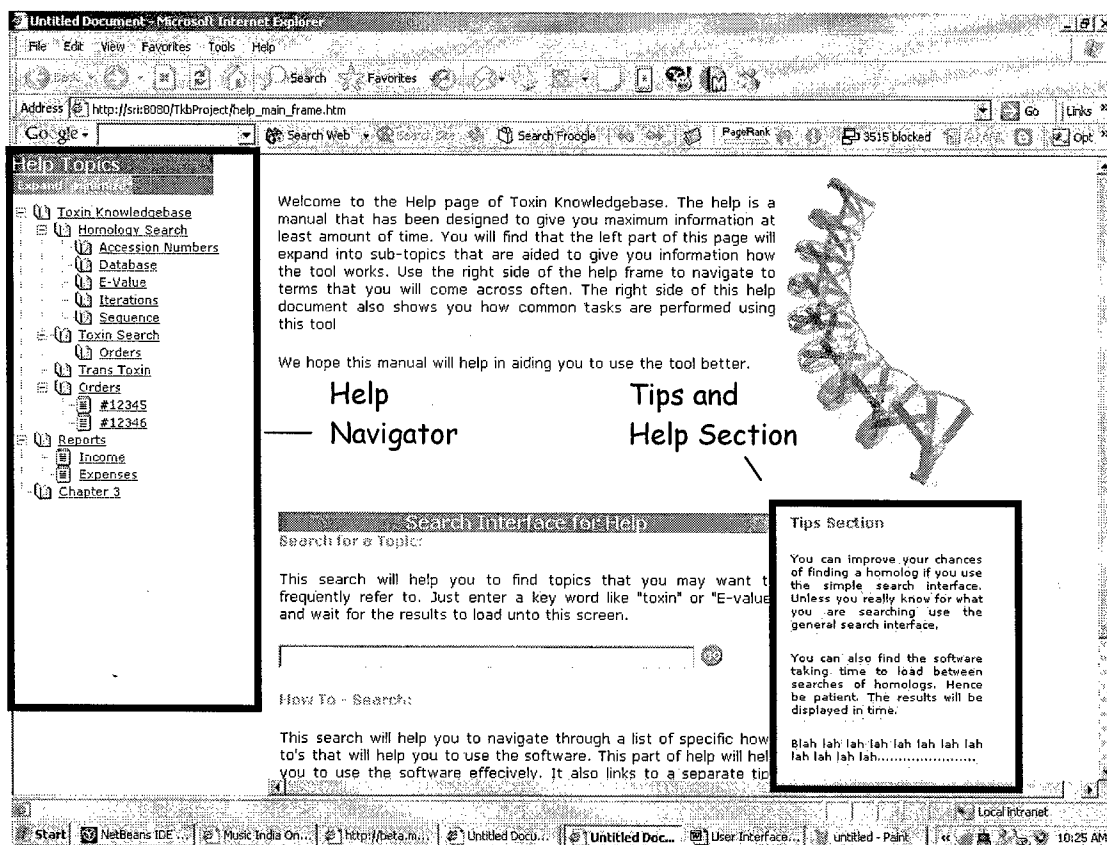 Untitled Document - Microsoft Internet Explorer
File Edit View Favorites Tools Help
Search Favorites
Address http://sri:8080/TkbProject/help_main_frame.htm Go Links »
Google Search Web Search Froogle PageRank 3515 blocked Opt »
Help Topics
Expand
Toxin Knowledgebase
Homology Search
Accession Numbers
Database
E-Value
Iterations
Sequence
Toxin Search
Orders
Trans Toxin
Orders
#12345
#12346
Reports
Income
Expenses
Chapter 3
Welcome to the Help page of Toxin Knowledgebase. The help is a
manual that has been designed to give you maximum information at
least amount of time. You will find that the left part of this page will
expand into sub-topics that are aided to give you information how
the tool works. Use the right side of the help frame to navigate to
terms that you will come across often. The right side of this help
document also shows you how common tasks are performed using
this tool
We hope this manual will help in aiding you to use the tool better.
Help
Navigator
Tips and
Help Section
Search Interface for Help
Search for a Topic:
This search will help you to find topics that you may want t
frequently refer to. Just enter a key word like "toxin" or "E-value
and wait for the results to load unto this screen.
How To - Search:
This search will help you to navigate through a list of specific how
to's that will help you to use the software. This part of help will hel
you to use the software effecively. It also links to a separate tip
Tips Section
You can improve your chances
of finding a homolog if you use
the simple search interface.
Unless you really know for what
you are searching use the
general search interface.
You can also find the software
taking time to load between
searches of homologs. Hence
be patient. The results will be
displayed in time.
Blah lah lah lah lah lah lah lah
lah lah lah lah......................
Local intranet
Start NetBeans IDE ... Music India On... http://beta.m... Untitled Docu... Untitled Doc... User Interface... untitled - Paint « 10:25 AM